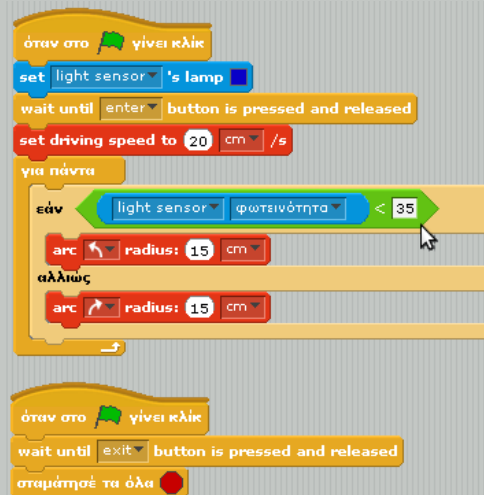 όταν στο γίνει κλίκ
set light sensor 's lamp
wait until enter button is pressed and released
set driving speed to 20 cm /s
για πάντα
εάν light sensor φωτεινότητα < 35
arc radius: 15 cm
αλλιώς
arc radius: 15 cm
όταν στο γίνει κλίκ
wait until exit button is pressed and released
σταμάτησέ τα όλα